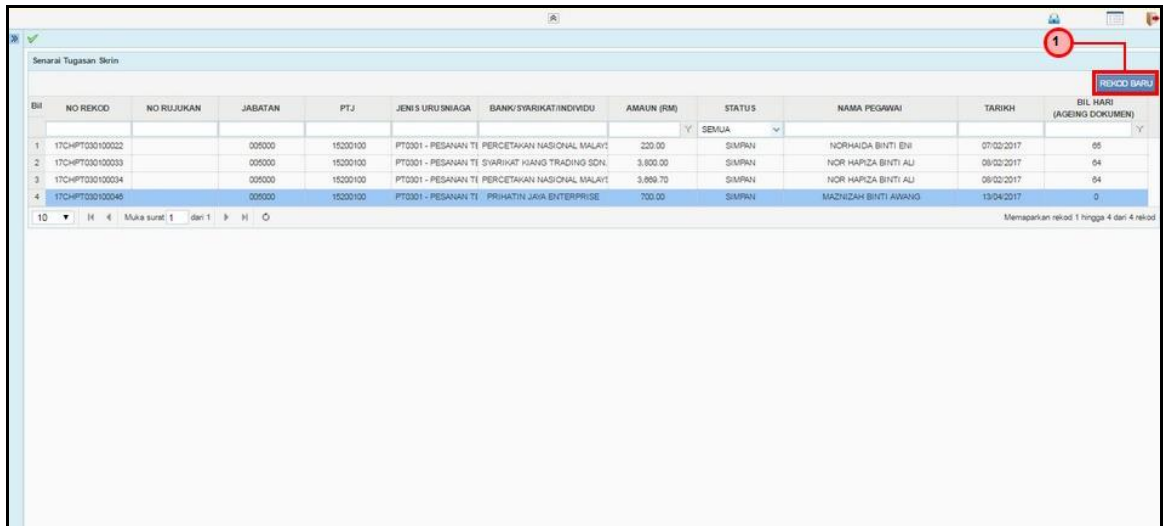 1
Senarai Tugasan Skrin
REKOD BARU
Bil NO REKOD NO RUJUKAN JABATAN PTJ JENIS URUSNIAGA BANK/SYARIKAT/INDIVIDU AMAUN (RM) STATUS NAMA PEGAWAI TARIKH BIL HARI (AGEING DOKUMEN)
SEMUA
1 17CHPT030100022 005000 15200100 PT0301 - PESANAN TE PERCETAKAN NASIONAL MALAYS 220.00 SIMPAN NORHAIDA BINTI ENI 07/02/2017 65
2 17CHPT030100033 005000 15200100 PT0301 - PESANAN TE SYARIKAT KIANG TRADING SDN. 3,800.00 SIMPAN NOR HAPIZA BINTI ALI 08/02/2017 64
3 17CHPT030100034 005000 15200100 PT0301 - PESANAN TE PERCETAKAN NASIONAL MALAYS 3,869.70 SIMPAN NOR HAPIZA BINTI ALI 08/02/2017 64
4 17CHPT030100046 005000 15200100 PT0301 - PESANAN TE PRIHATIN JAYA ENTERPRISE 700.00 SIMPAN MAZNIZAH BINTI AWANG 13/04/2017 0
10 Muka surat 1 dari 1 Memaparkan rekod 1 hingga 4 dari 4 rekod